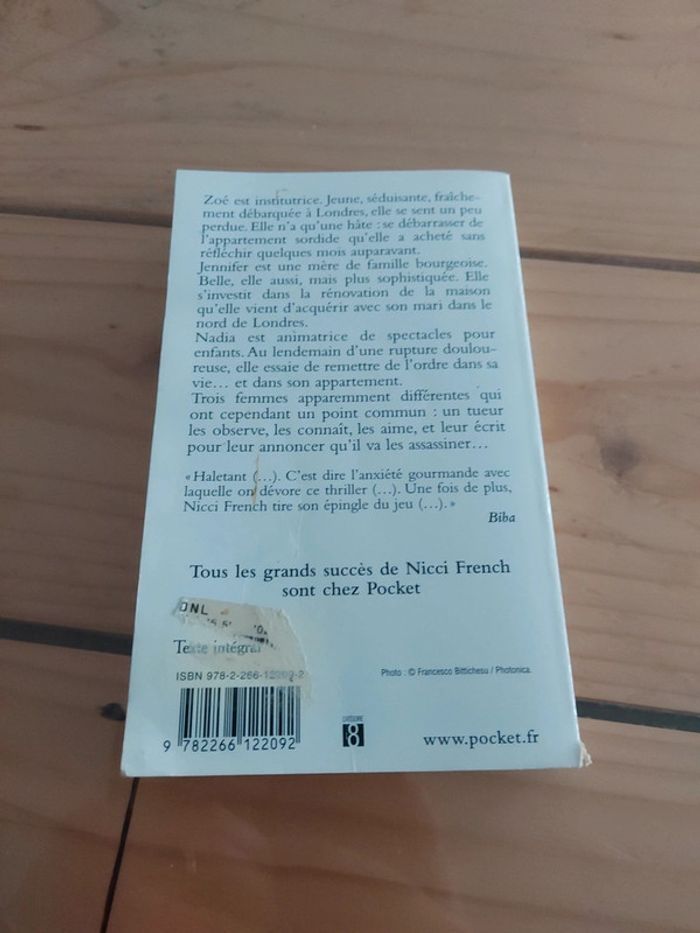 Zoé est institutrice. Jeune, séduisante, fraîche-
ment débarquée à Londres, elle se sent un peu
perdue. Elle n'a qu'une hâte : se débarrasser de
l'appartement sordide qu'elle a acheté sans
réfléchir quelques mois auparavant.
Jennifer est une mère de famille bourgeoise.
Belle, elle aussi, mais plus sophistiquée. Elle
s'investit dans la rénovation de la maison
qu'elle vient d'acquérir avec son mari dans le
nord de Londres.
Nadia est animatrice de spectacles pour
enfants. Au lendemain d'une rupture doulou-
reuse, elle essaie de remettre de l'ordre dans sa
vie... et dans son appartement.
Trois femmes apparemment différentes qui
ont cependant un point commun : un tueur
les observe, les connaît, les aime, et leur écrit
pour leur annoncer qu'il va les assassiner...
« Haletant (...). C'est dire l'anxiété gourmande avec
laquelle on dévore ce thriller (...). Une fois de plus,
Nicci French tire son épingle du jeu (...). »
Biba
Tous les grands succès de Nicci French
sont chez Pocket
DNL
Texte intégral
ISBN 978-2-266-12209-2
Photo : © Francesco Bittichesu / Photonica.
9 782266 122092
CATÉGORIE
8
www.pocket.fr